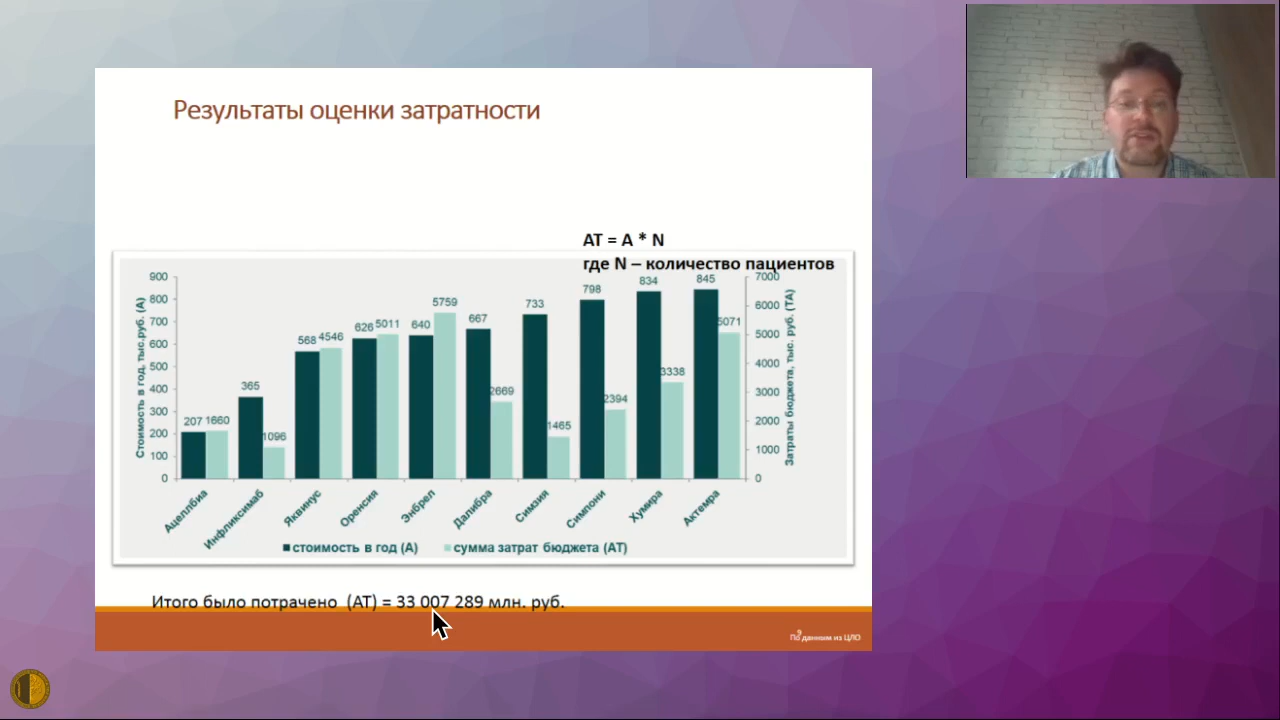 Результаты оценки затратности
AT = A * N
где N – количество пациентов
900
800
700
600
500
400
300
200
100
0
Стоимость в год, тыс.руб. (А)
207 1660
365
1096
568 4546
626 5011
640
5759
667
2669
733
1465
798
2394
834
3338
845
5071
7000
6000
5000
4000
3000
2000
1000
0
Затраты бюджета, тыс. руб. (ТА)
Ацеллбиа
Инфликсимаб
Яквинус
Оренсия
Энбрел
Далибра
Симзия
Симпони
Хумира
Актемра
стоимость в год (А)
сумма затрат бюджета (АТ)
Итого было потрачено (АТ) = 33 007 289 млн. руб.
9
По данным из ЦЛО